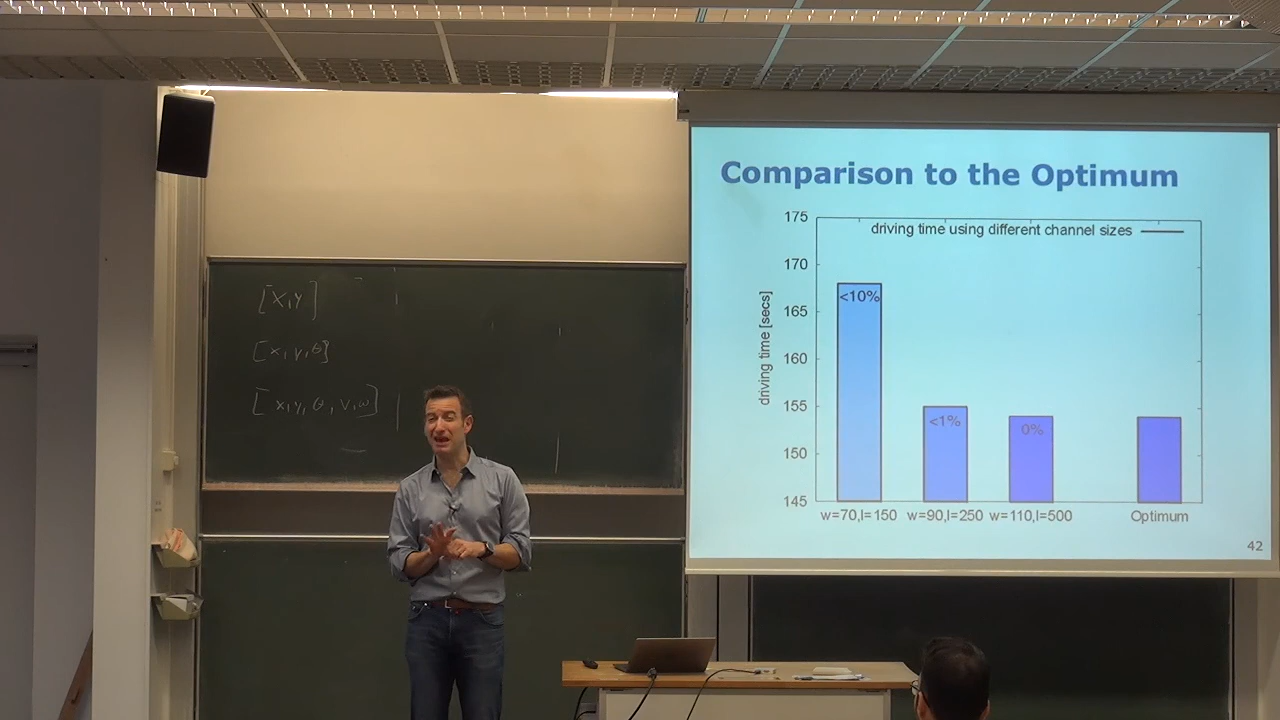 [x,y]
[x,y,θ]
[x,y,θ,v,ω]
Comparison to the Optimum
driving time using different channel sizes
driving time [secs]
175
170
165
160
155
150
145
<10%
<1%
0%
w=70,l=150 w=90,l=250 w=110,l=500 Optimum
42